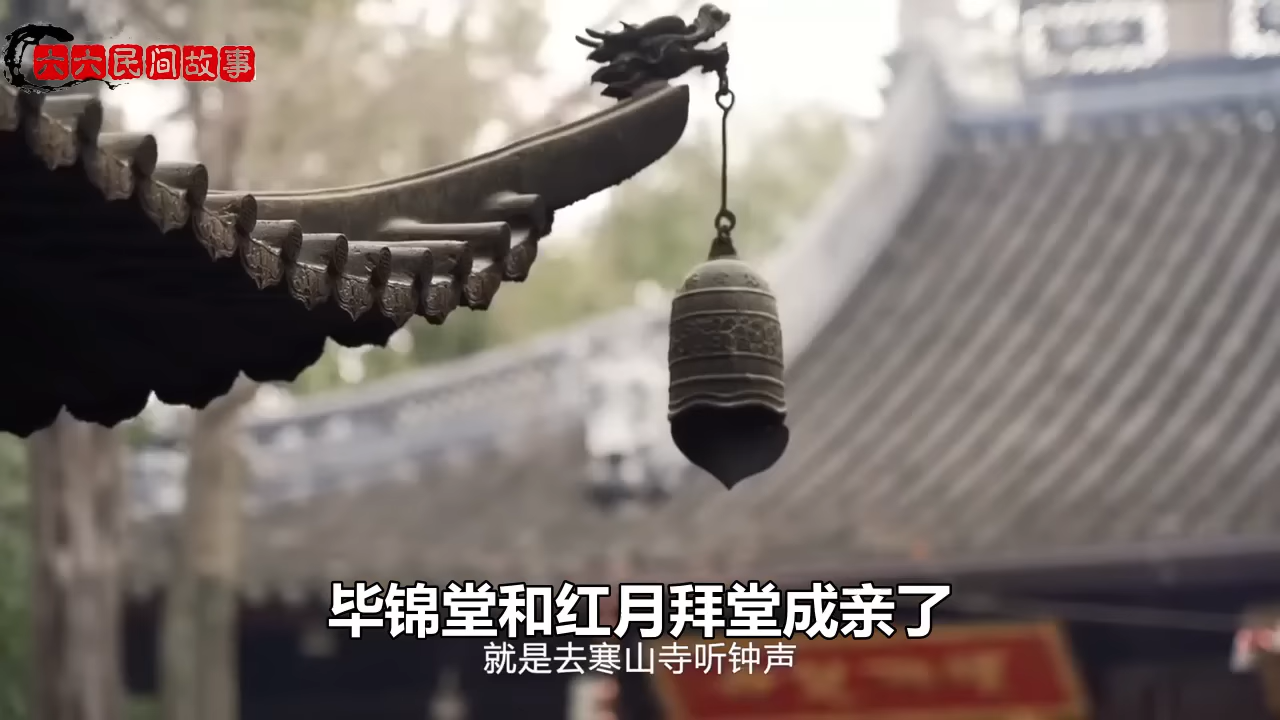 六六民间故事
毕锦堂和红月拜堂成亲了
就是去寒山寺听钟声